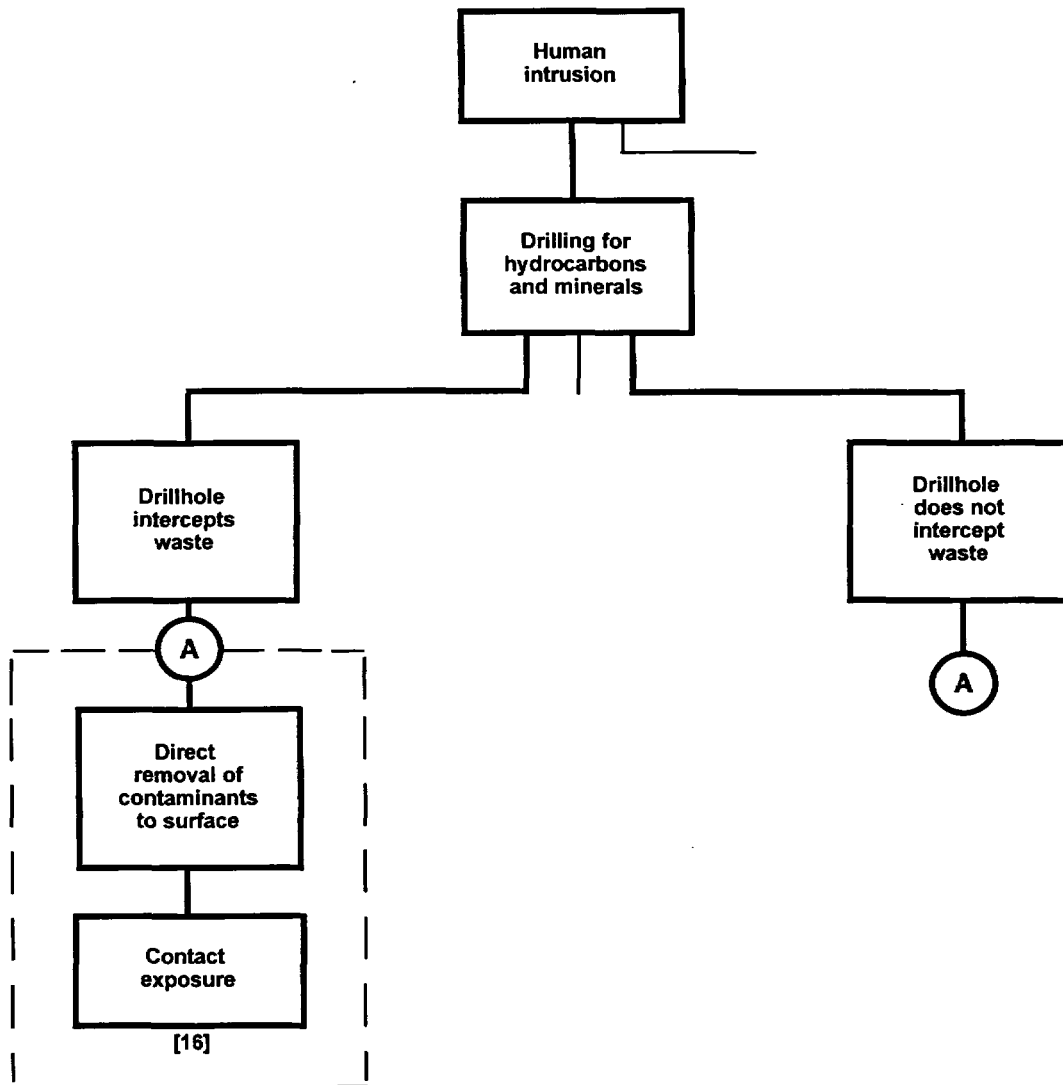 Human
intrusion
Drilling for
hydrocarbons
and minerals
Drillhole
intercepts
waste
Drillhole
does not
intercept
waste
A
A
Direct
removal of
contaminants
to surface
Contact
exposure
[16]